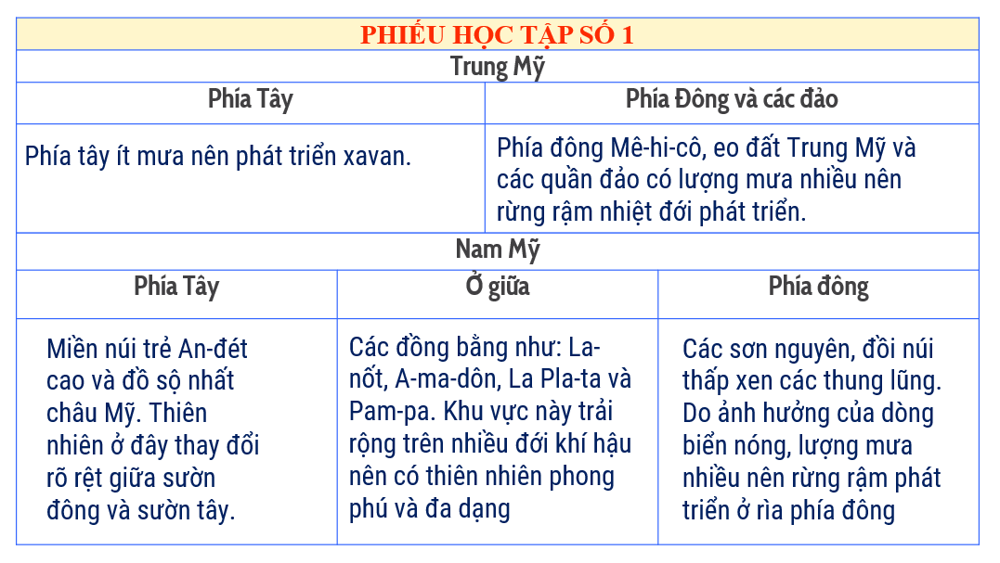 PHIẾU HỌC TẬP SỐ 1
Trung Mỹ
Phía Tây
Phía Đông và các đảo
Phía tây ít mưa nên phát triển xavan.
Phía đông Mê-hi-cô, eo đất Trung Mỹ và
các quần đảo có lượng mưa nhiều nên
rừng rậm nhiệt đới phát triển.
Nam Mỹ
Phía Tây
Ở giữa
Phía đông
Miền núi trẻ An-đét
cao và đồ sộ nhất
châu Mỹ. Thiên
nhiên ở đây thay đổi
rõ rệt giữa sườn
đông và sườn tây.
Các đồng bằng như: La-
nốt, A-ma-dôn, La Pla-ta và
Pam-pa. Khu vực này trải
rộng trên nhiều đới khí hậu
nên có thiên nhiên phong
phú và đa dạng
Các sơn nguyên, đồi núi
thấp xen các thung lũng.
Do ảnh hưởng của dòng
biển nóng, lượng mưa
nhiều nên rừng rậm phát
triển ở rìa phía đông